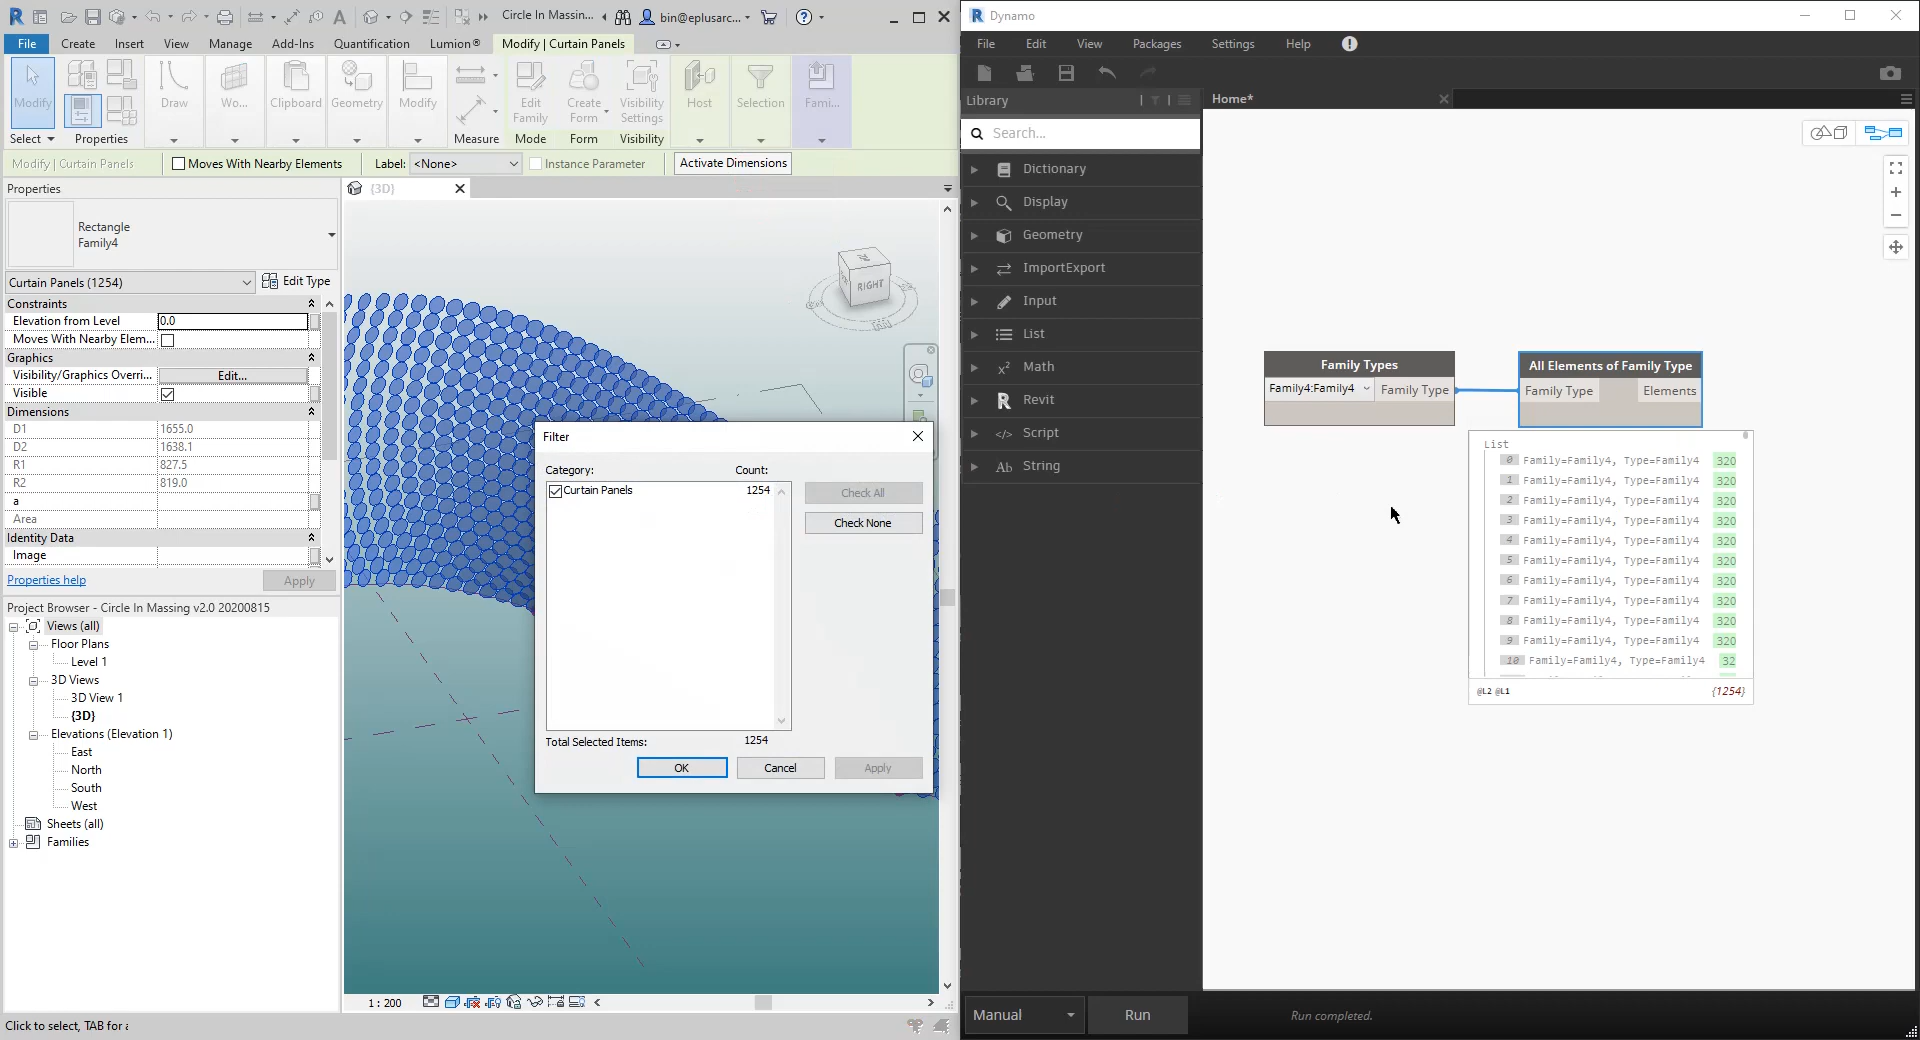 Circle In Massing...
bin@eplusarc...
File
Create
Insert
View
Manage
Add-Ins
Quantification
Lumion®
Modify | Curtain Panels
Modify
Draw
Wo...
Clipboard
Geometry
Modify
Edit Family
Create Form
Visibility Settings
Host
Selection
Fami...
Select
Properties
Measure
Mode
Form
Visibility
Modify | Curtain Panels
Moves With Nearby Elements
Label:
<None>
Instance Parameter
Activate Dimensions
Properties
Rectangle
Family4
Curtain Panels (1254)
Edit Type
Constraints
Elevation from Level
0.0
Moves With Nearby Elem...
Graphics
Visibility/Graphics Overri...
Edit...
Visible
Dimensions
D1 1655.0
D2 1638.1
R1 827.5
R2 819.0
a
Area
Identity Data
Image
Properties help
Apply
Project Browser - Circle In Massing v2.0 20200815
Views (all)
Floor Plans
Level 1
3D Views
3D View 1
{3D}
Elevations (Elevation 1)
East
North
South
West
Sheets (all)
Families
Click to select, TAB for a
{3D}
RIGHT
1 : 200
Filter
Category:
Count:
Curtain Panels
1254
Check All
Check None
Total Selected Items:
1254
OK
Cancel
Apply
Dynamo
File
Edit
View
Packages
Settings
Help
Library
Home*
Search...
Dictionary
Display
Geometry
ImportExport
Input
List
Math
Revit
Script
Ab String
Family Types
Family4:Family4
Family Type
All Elements of Family Type
Family Type
Elements
List
0 Family=Family4, Type=Family4 320
1 Family=Family4, Type=Family4 320
2 Family=Family4, Type=Family4 320
3 Family=Family4, Type=Family4 320
4 Family=Family4, Type=Family4 320
5 Family=Family4, Type=Family4 320
6 Family=Family4, Type=Family4 320
7 Family=Family4, Type=Family4 320
8 Family=Family4, Type=Family4 320
9 Family=Family4, Type=Family4 320
10 Family=Family4, Type=Family4 32
@L2 @L1
{1254}
Manual
Run
Run completed.